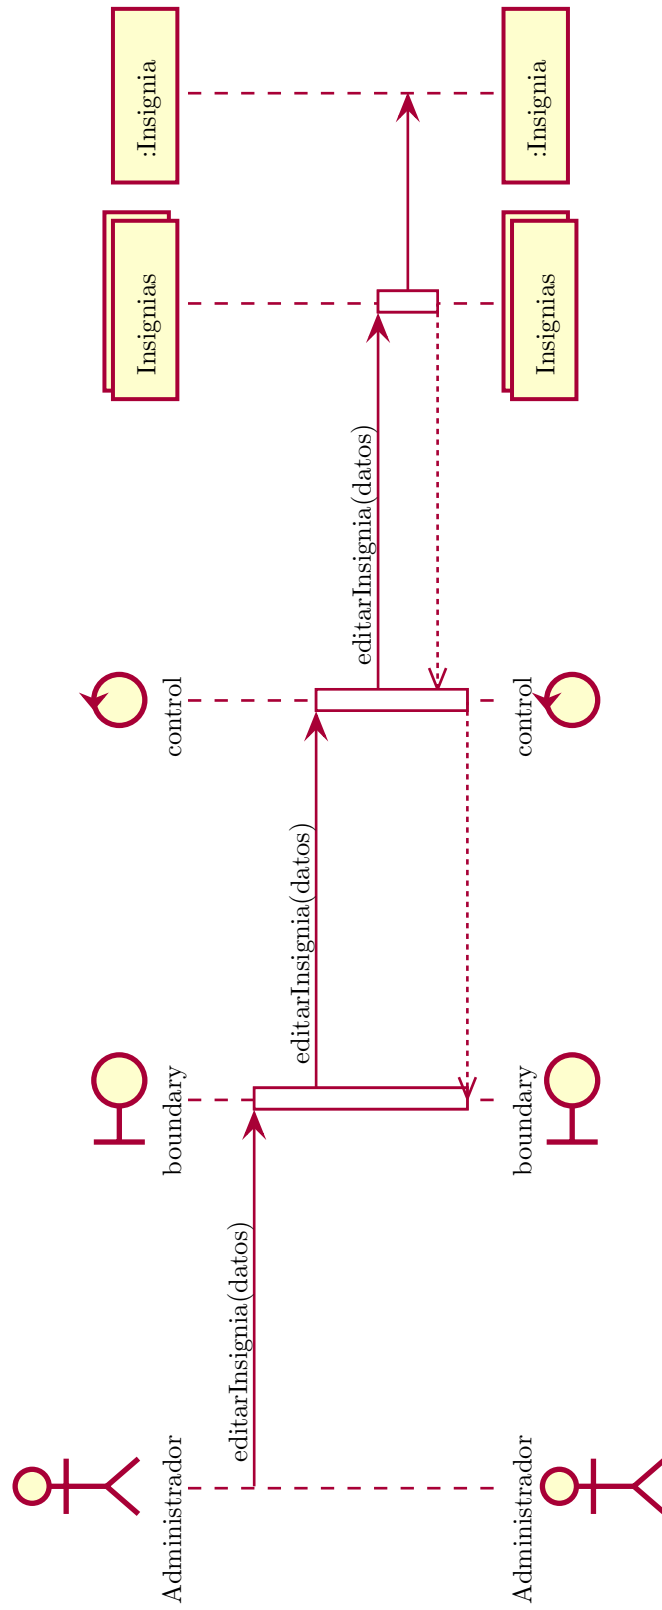 Administrador
boundary
control
Insignias
:Insignia
editarInsignia(datos)
editarInsignia(datos)
editarInsignia(datos)
Administrador
boundary
control
Insignias
:Insignia